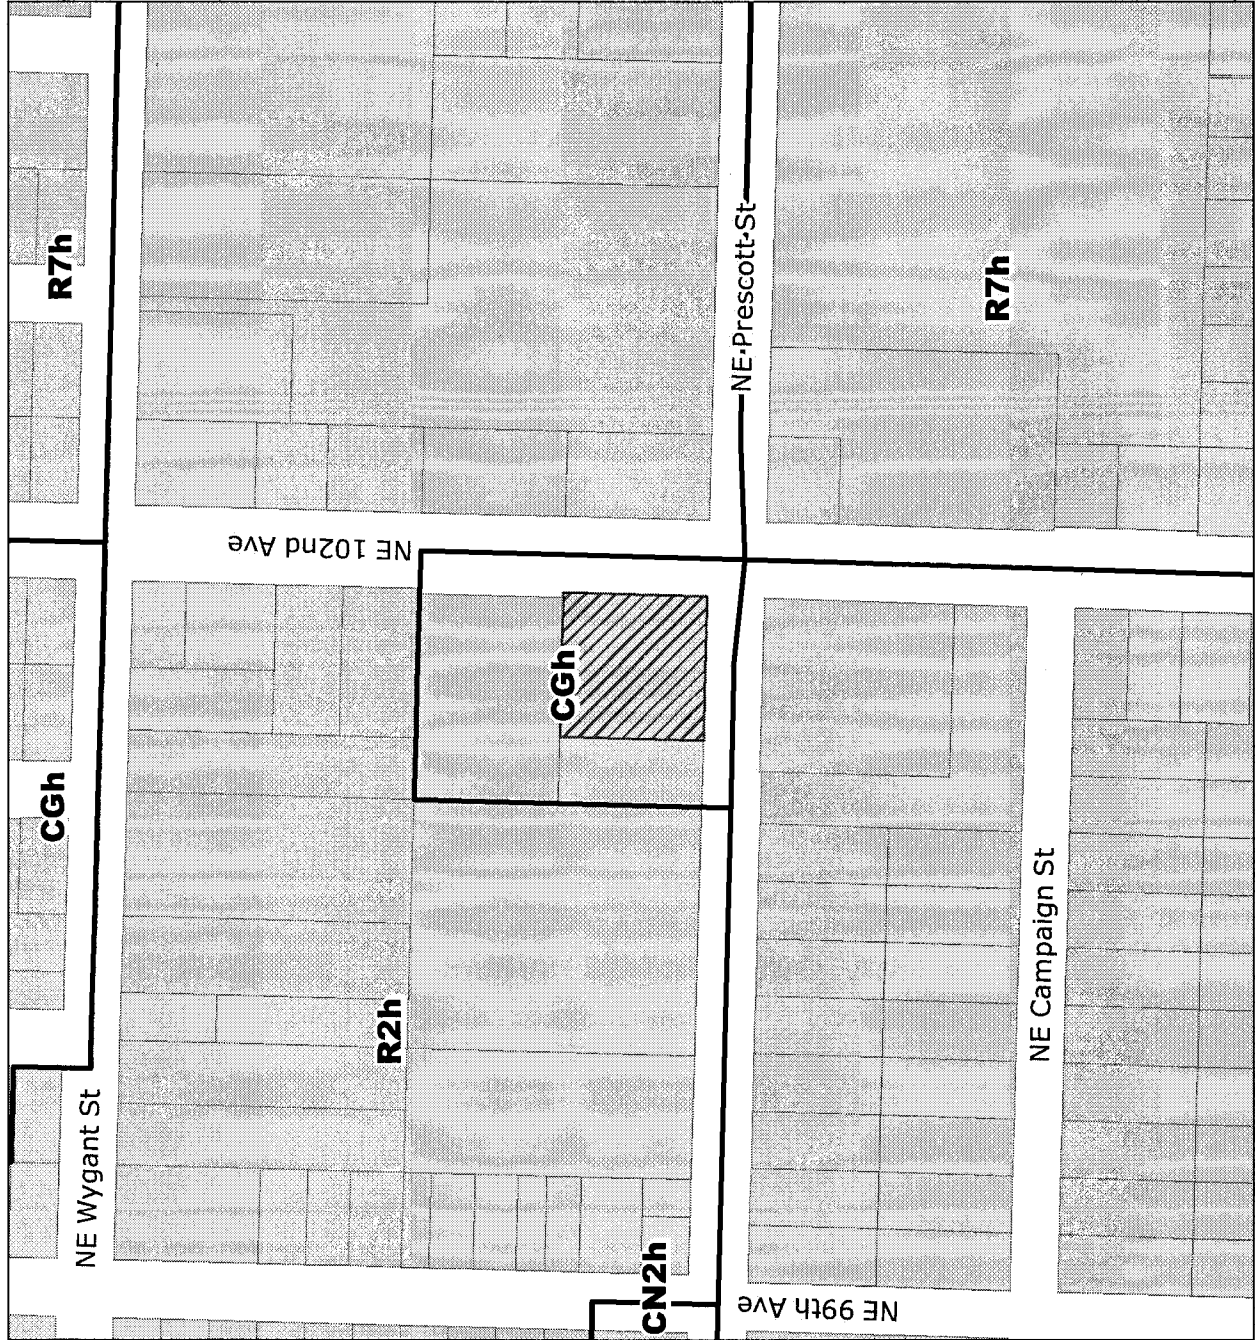 R7h
NE Prescott St
R7h
NE 102nd Ave
CGh
CGh
R2h
NE Campaign St
NE Wygant St
CN2h
NE 99th Ave